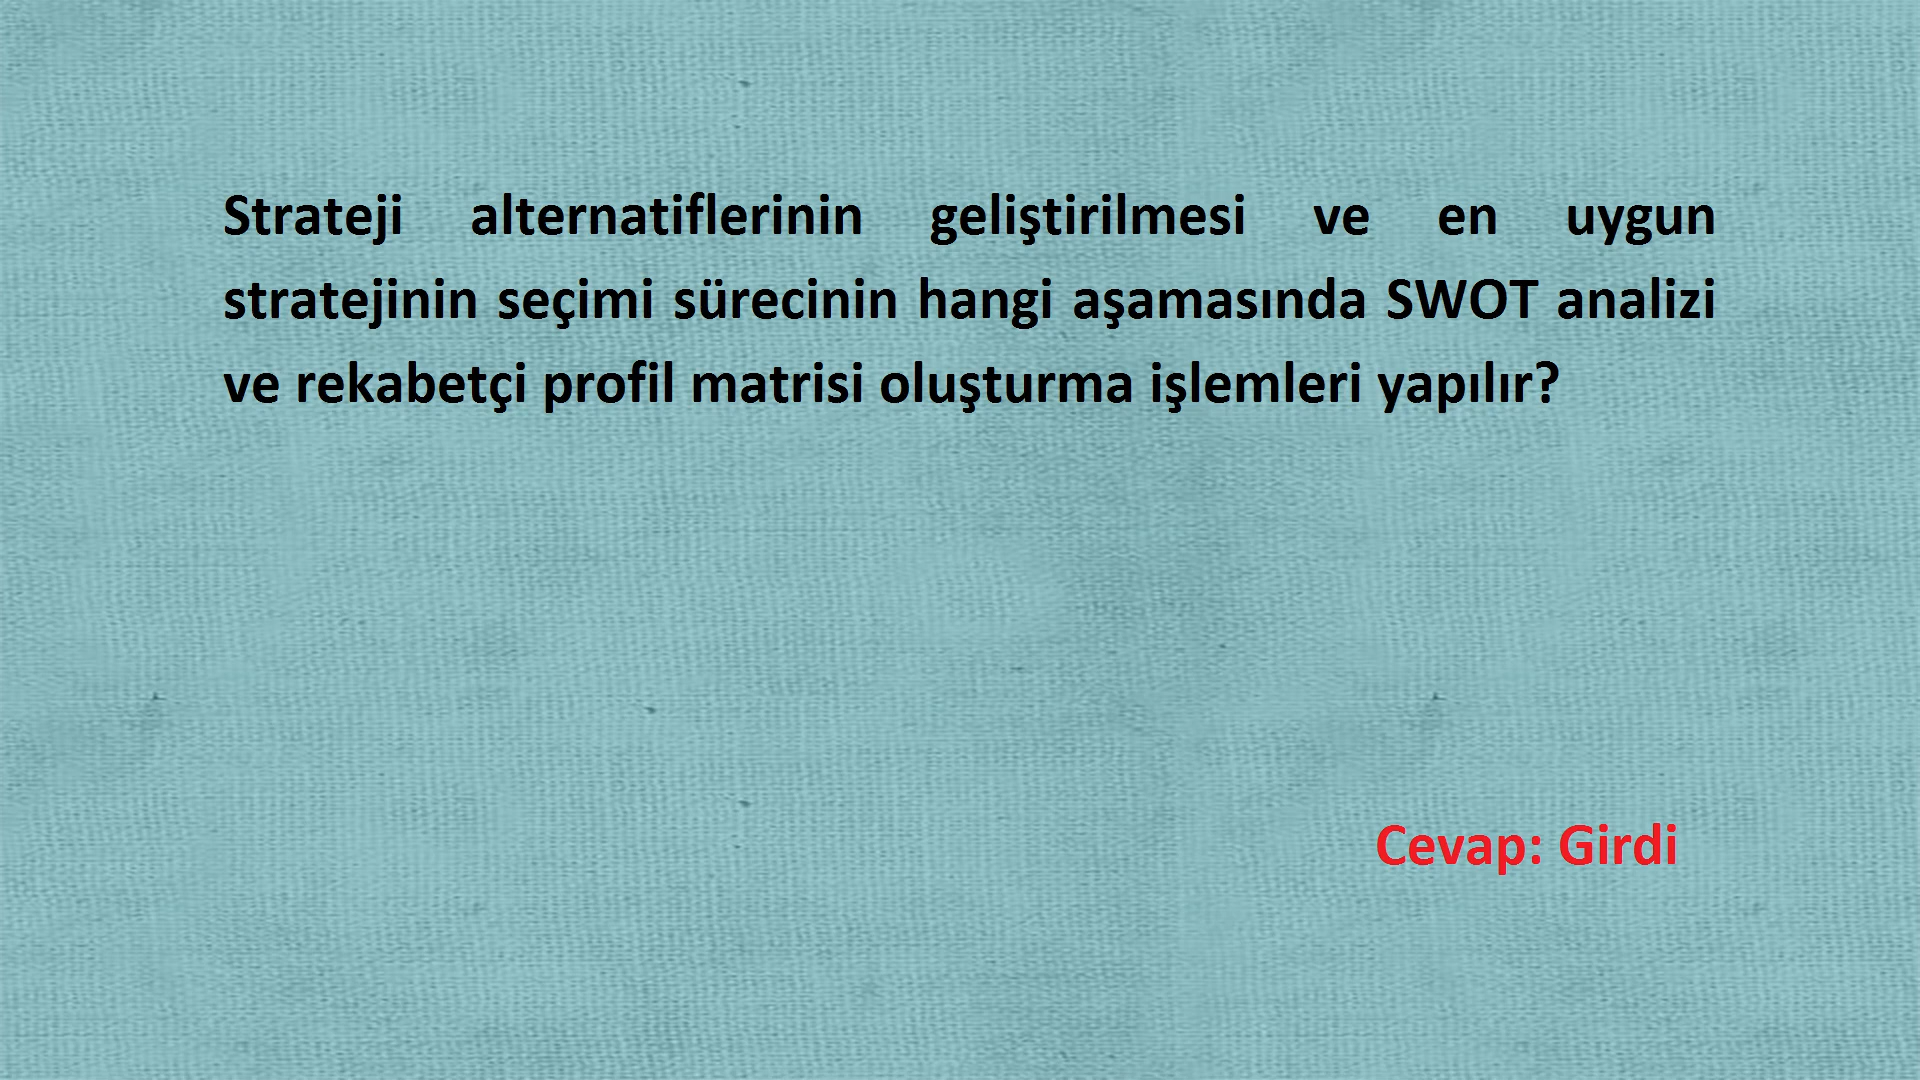 Strateji alternatiflerinin geliştirilmesi ve en uygun
stratejinin seçimi sürecinin hangi aşamasında SWOT analizi
ve rekabetçi profil matrisi oluşturma işlemleri yapılır?
Cevap: Girdi